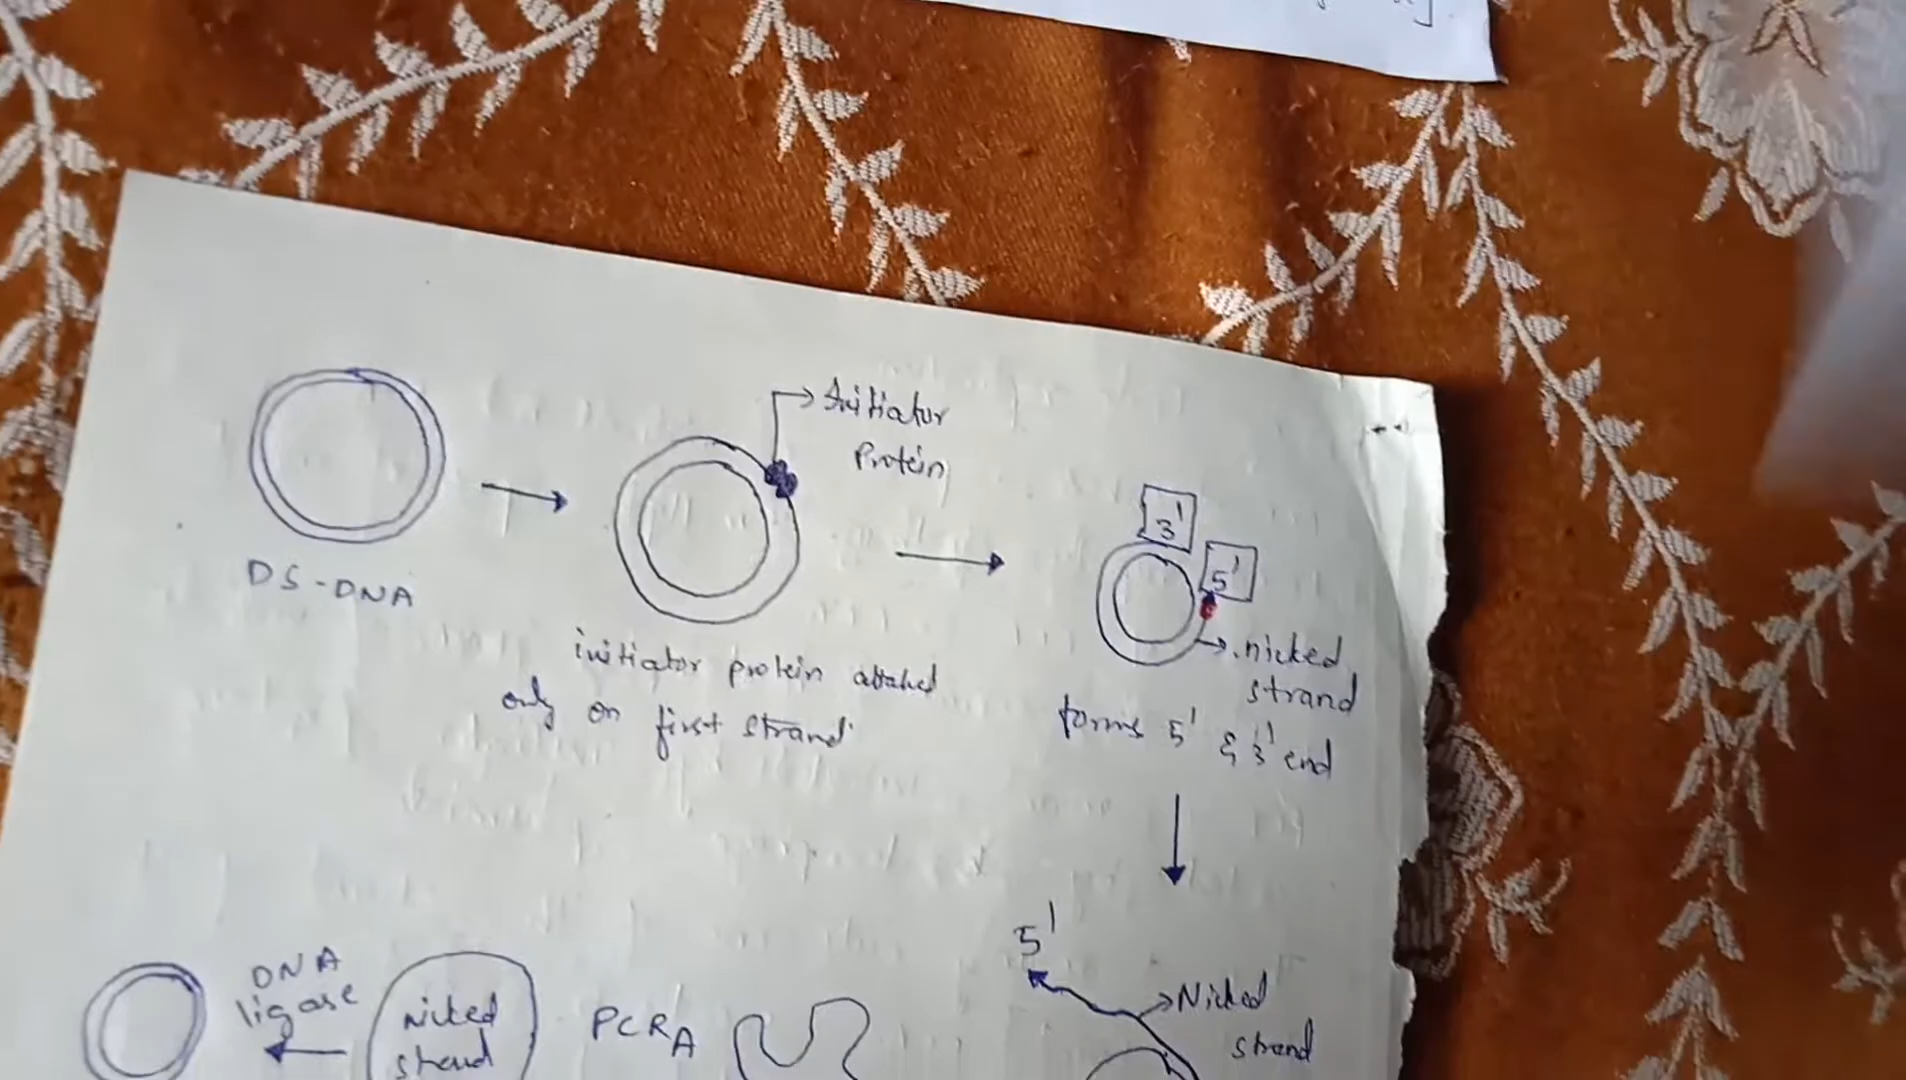 Initiator
Protein
3'
5'
DS-DNA
nicked
strand
initiator protein attahed
only on first strand
forms 5' & 3' end
5'
Nicked
strand
DNA
ligase
nicked
strand
PCRA